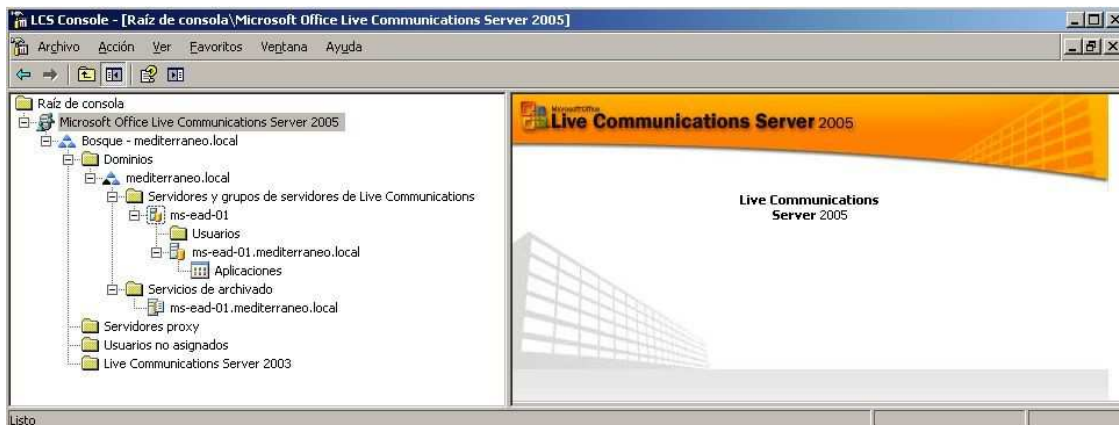 LCS Console - [Raíz de consola\Microsoft Office Live Communications Server 2005]
Archivo Acción Ver Favoritos Ventana Ayuda
Raíz de consola
Microsoft Office Live Communications Server 2005
Bosque - mediterraneo.local
Dominios
mediterraneo.local
Servidores y grupos de servidores de Live Communications
ms-ead-01
Usuarios
ms-ead-01.mediterraneo.local
Aplicaciones
Servicios de archivado
ms-ead-01.mediterraneo.local
Servidores proxy
Usuarios no asignados
Live Communications Server 2003
Microsoft Office
Live Communications Server 2005
Live Communications
Server 2005
Listo